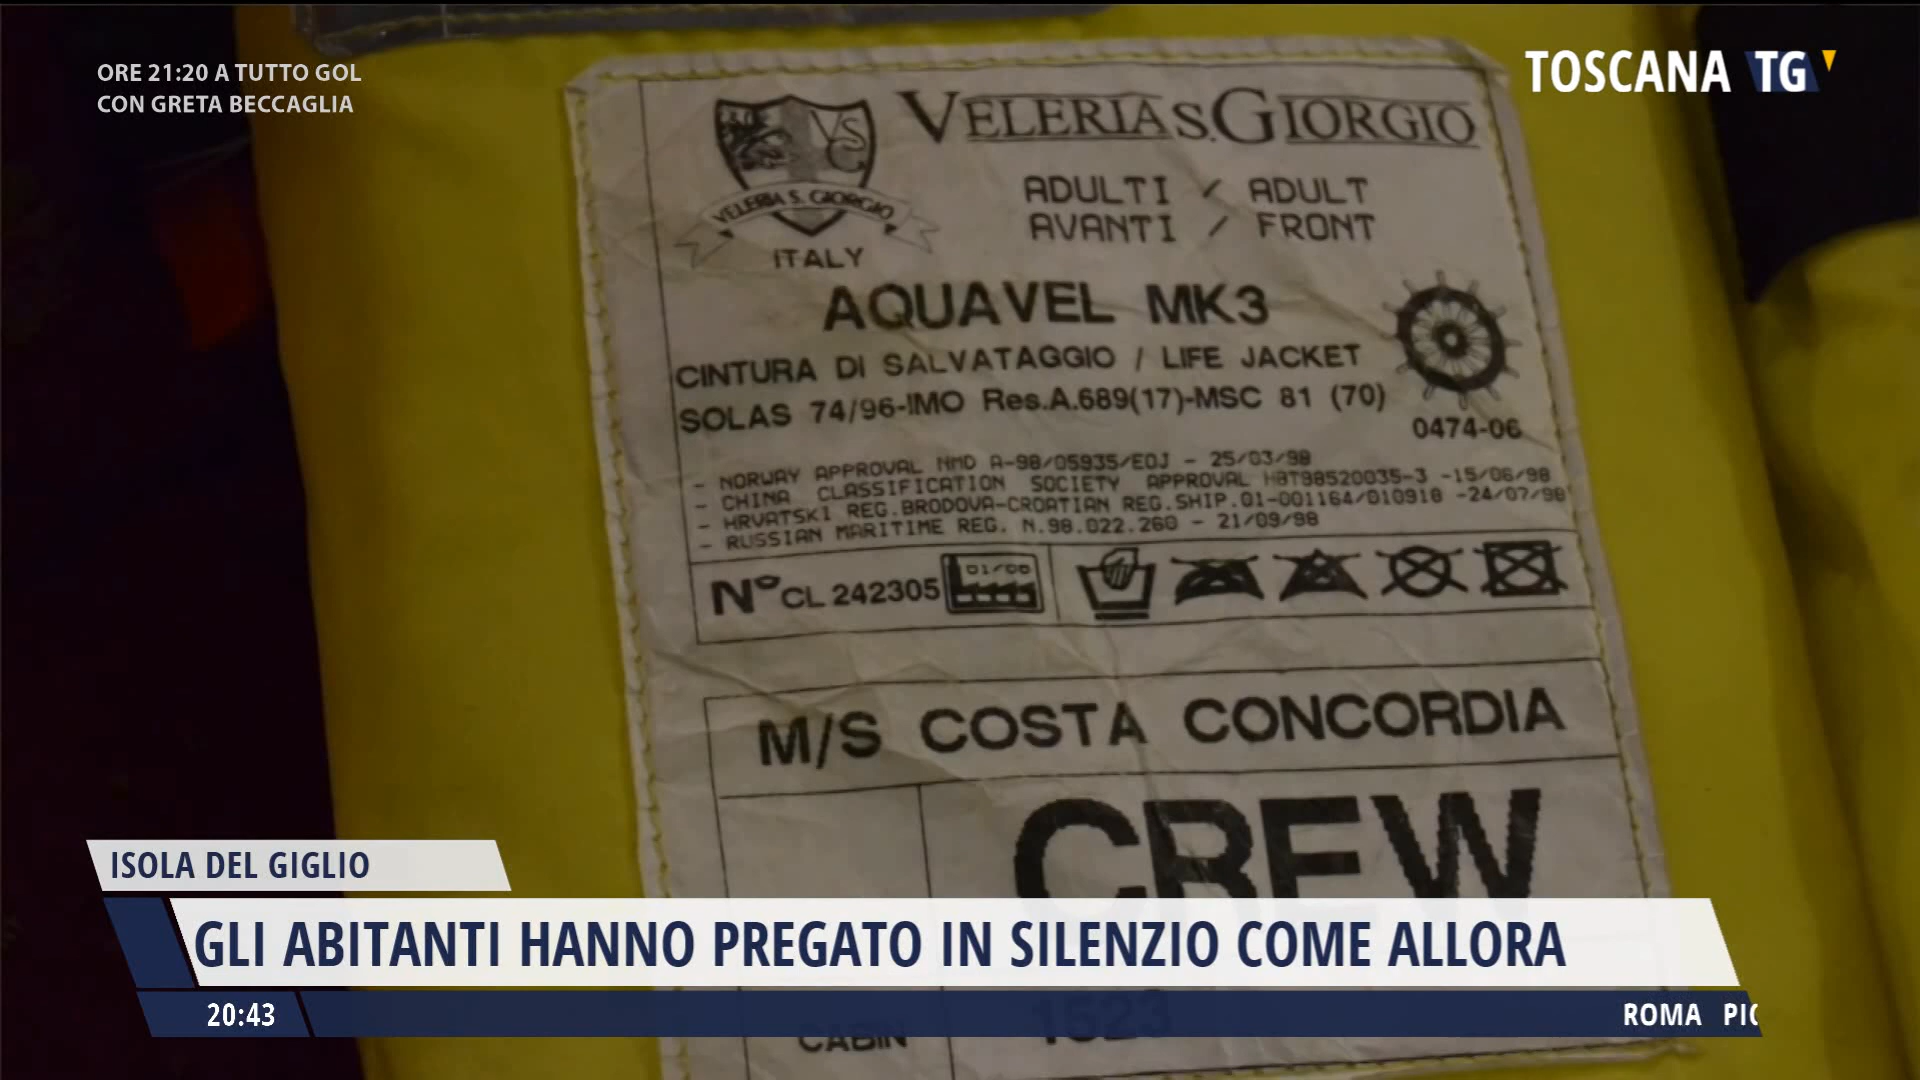 ORE 21:20 A TUTTO GOL
CON GRETA BECCAGLIA
TOSCANA TG
VELERIA S. GIORGIO
VSG
VELERIA S. GIORGIO
ITALY
ADULTI / ADULT
AVANTI / FRONT
AQUAVEL MK3
CINTURA DI SALVATAGGIO / LIFE JACKET
SOLAS 74/96-IMO Res.A.689(17)-MSC 81 (70)
0474-06
- NORWAY APPROVAL NMD A-98/05935/EOJ - 25/03/98
- CHINA CLASSIFICATION SOCIETY APPROVAL HBT98520035-3 -15/06/98
- HRVATSKI REG.BRODOVA-CROATIAN REG.SHIP.01-001164/010918 -24/07/98
- RUSSIAN MARITIME REG. N.98.022.260 - 21/09/98
N° CL 242305
01/06
M/S COSTA CONCORDIA
CREW
CABIN 1523
ISOLA DEL GIGLIO
GLI ABITANTI HANNO PREGATO IN SILENZIO COME ALLORA
20:43
ROMA